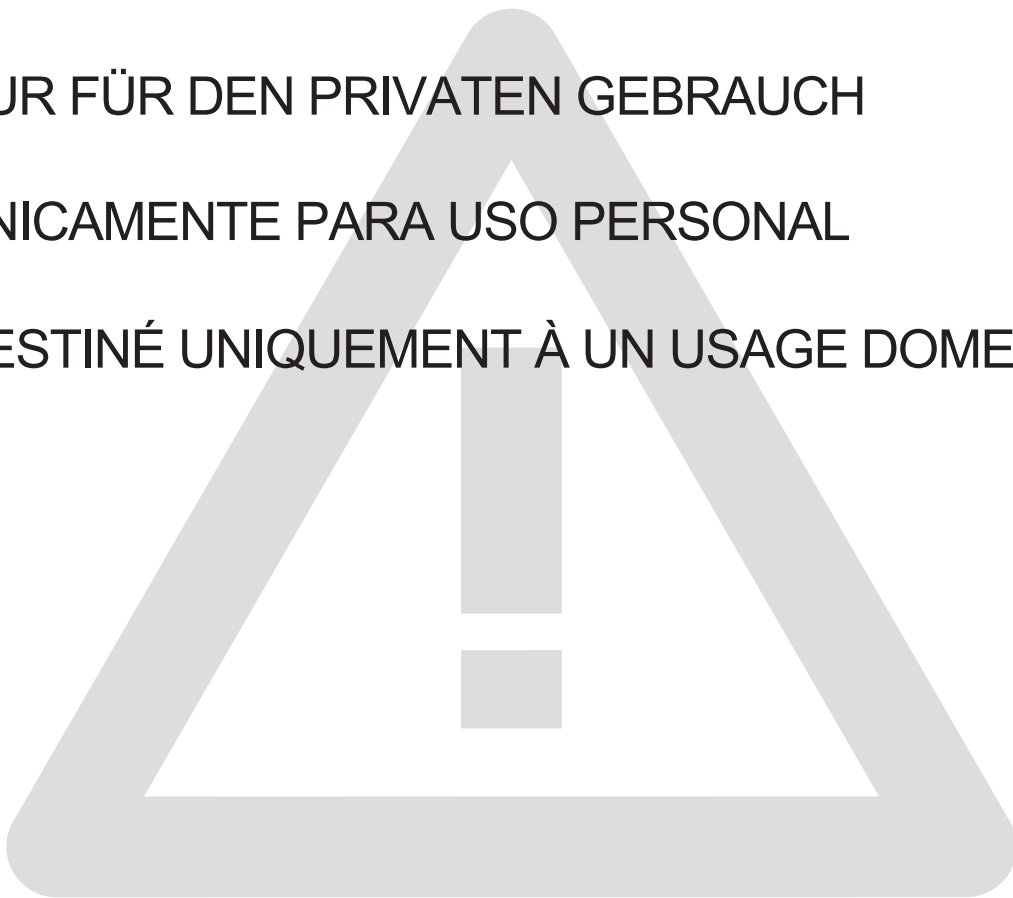 UR FÜR DEN PRIVATEN GEBRAUCH
NICAMENTE PARA USO PERSONAL
ESTINÉ UNIQUEMENT À UN USAGE DOME